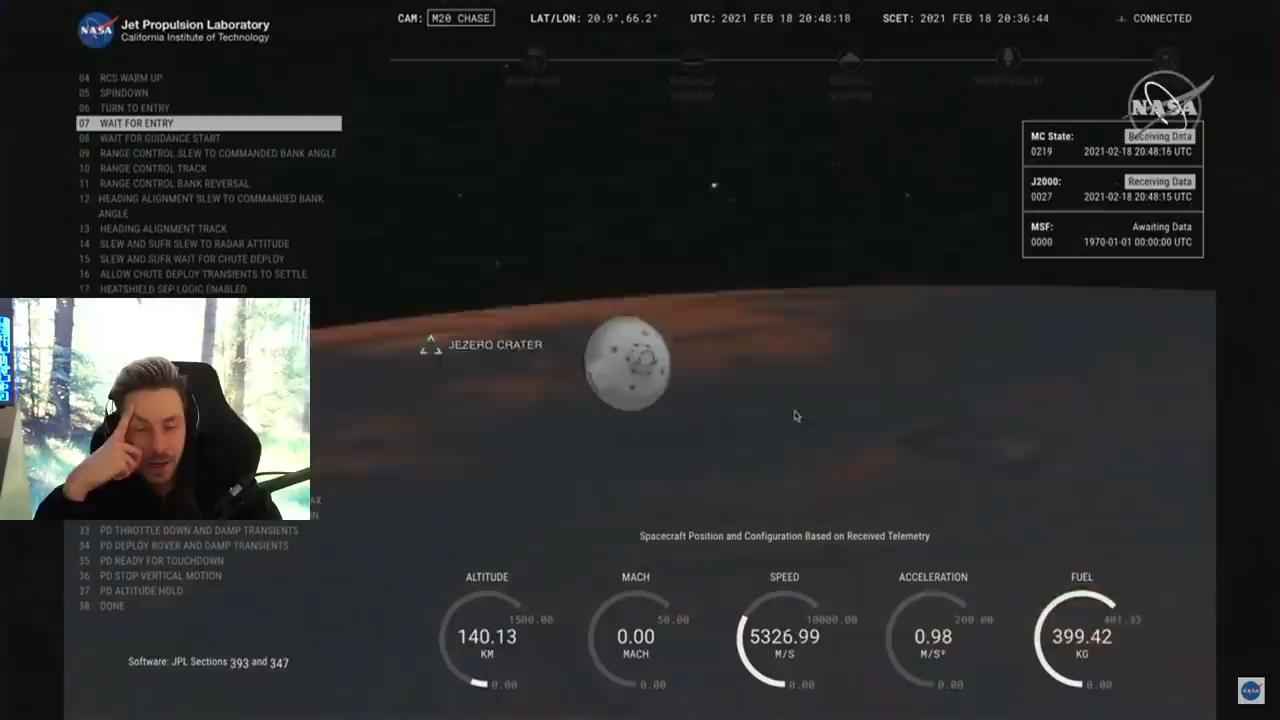 NASA
Jet Propulsion Laboratory
California Institute of Technology
CAM: M20 CHASE
LAT/LON: 20.9°,66.2°
UTC: 2021 FEB 18 20:48:18
SCET: 2021 FEB 18 20:36:44
CONNECTED
04 RCS WARM UP
05 SPINDOWN
06 TURN TO ENTRY
07 WAIT FOR ENTRY
08 WAIT FOR GUIDANCE START
09 RANGE CONTROL SLEW TO COMMANDED BANK ANGLE
10 RANGE CONTROL TRACK
11 RANGE CONTROL BANK REVERSAL
12 HEADING ALIGNMENT SLEW TO COMMANDED BANK
ANGLE
13 HEADING ALIGNMENT TRACK
14 SLEW AND SUFR SLEW TO RADAR ATTITUDE
15 SLEW AND SUFR WAIT FOR CHUTE DEPLOY
16 ALLOW CHUTE DEPLOY TRANSIENTS TO SETTLE
17 HEATSHIELD SEP LOGIC ENABLED
33 PD THROTTLE DOWN AND DAMP TRANSIENTS
34 PD DEPLOY ROVER AND DAMP TRANSIENTS
35 PD READY FOR TOUCHDOWN
36 PD STOP VERTICAL MOTION
37 PD ALTITUDE HOLD
38 DONE
Software: JPL Sections 393 and 347
NASA
MC State: Receiving Data
0219 2021-02-18 20:48:16 UTC
J2000: Receiving Data
0027 2021-02-18 20:48:15 UTC
MSF: Awaiting Data
0000 1970-01-01 00:00:00 UTC
JEZERO CRATER
Spacecraft Position and Configuration Based on Received Telemetry
ALTITUDE
1500.00
140.13
KM
0.00
MACH
50.00
0.00
MACH
0.00
SPEED
10000.00
5326.99
M/S
0.00
ACCELERATION
200.00
0.98
M/S²
0.00
FUEL
401.33
399.42
KG
0.00
NASA